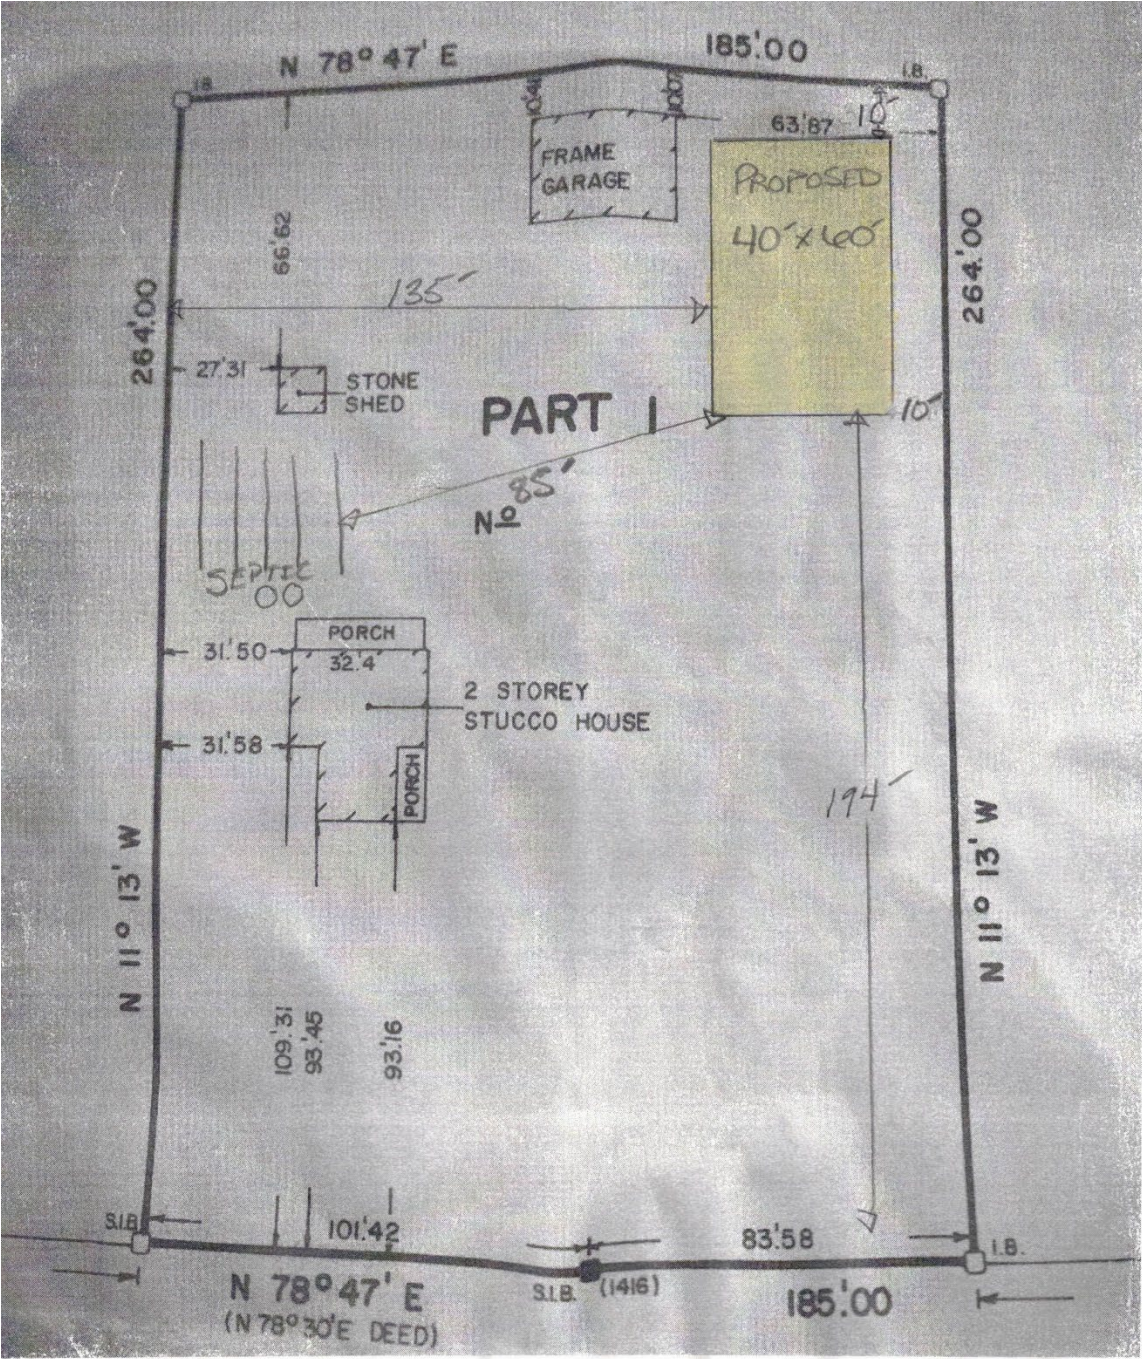 N 78° 47' E
185'.00
I.B.
I.B.
10'.41
10'.07
10'
63'.87
FRAME
GARAGE
PROPOSED
40'x60'
66'.62
135'
264'.00
264'.00
27'.31
STONE
SHED
PART 1
10'
85'
Nº
SEPTIC
PORCH
31'.50
32'.4
2 STOREY
STUCCO HOUSE
31'.58
PORCH
194'
N 11° 13' W
N 11° 13' W
109'.31
93'.45
93'.16
S.I.B.
101'.42
83'.58
I.B.
N 78° 47' E
S.I.B. (1416)
185'.00
(N 78° 30'E DEED)